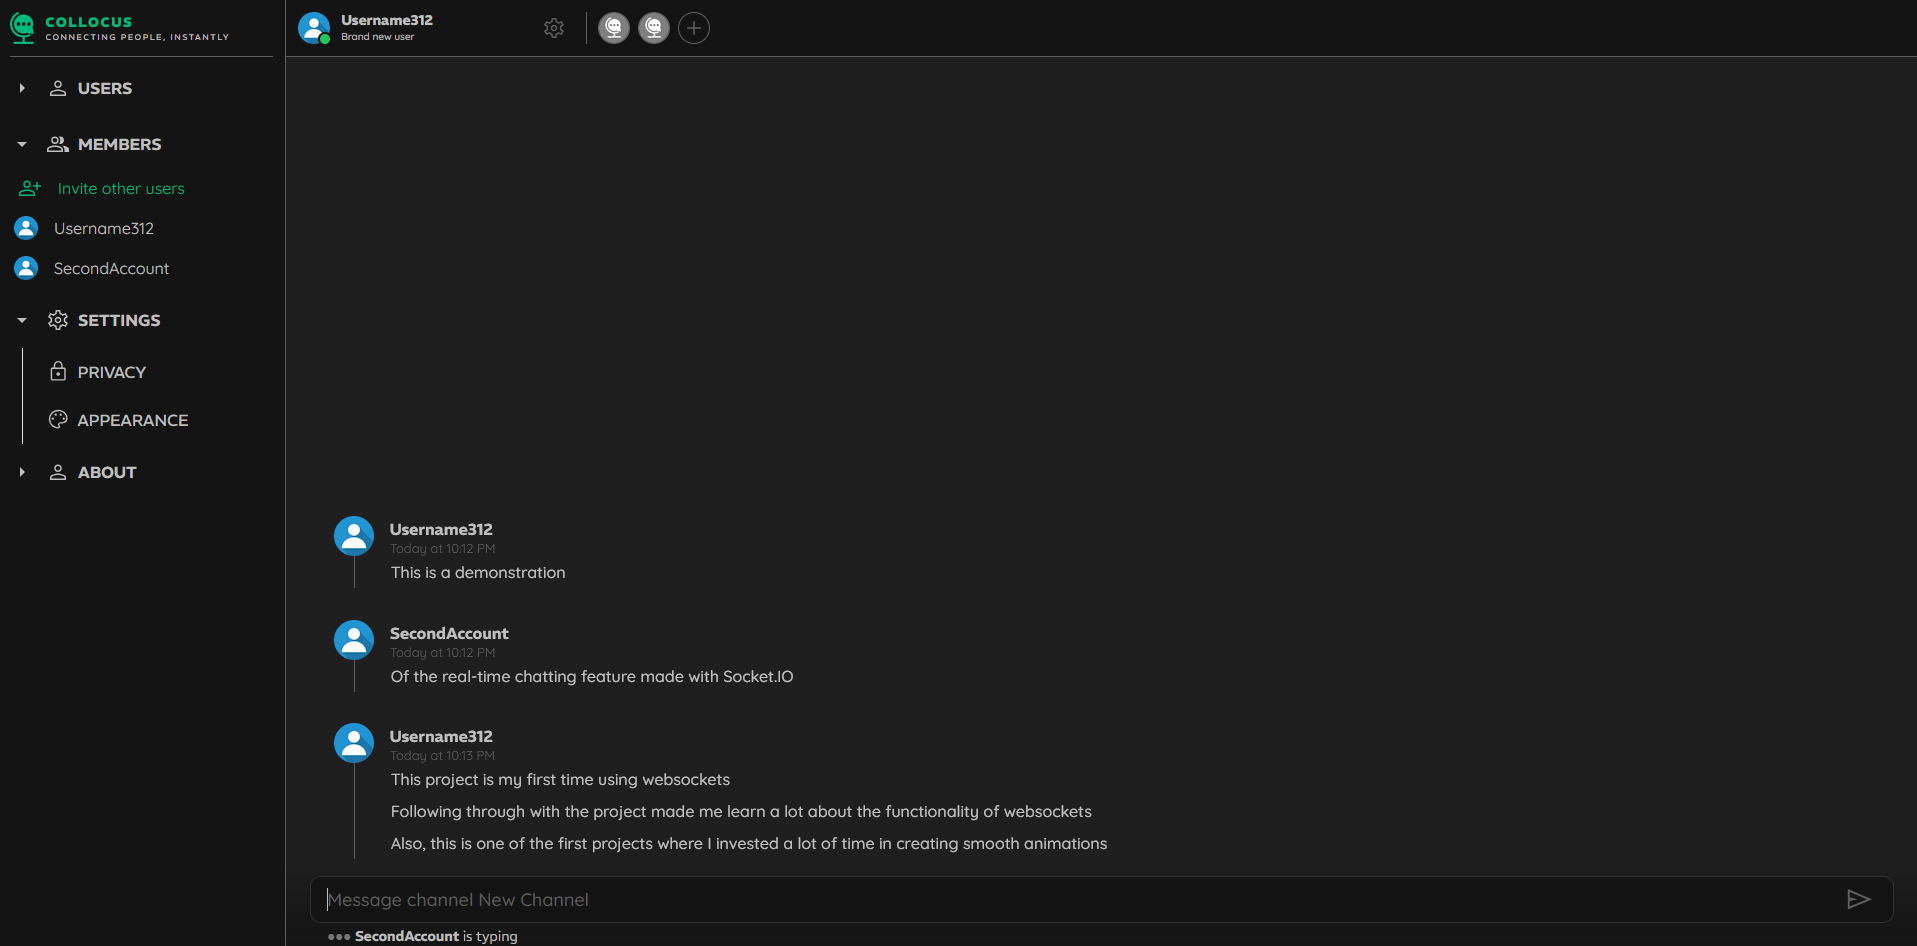 COLLOCUS
CONNECTING PEOPLE, INSTANTLY
USERS
MEMBERS
Invite other users
Username312
SecondAccount
SETTINGS
PRIVACY
APPEARANCE
ABOUT
Username312
Brand new user
Username312
Today at 10:12 PM
This is a demonstration
SecondAccount
Today at 10:12 PM
Of the real-time chatting feature made with Socket.IO
Username312
Today at 10:13 PM
This project is my first time using websockets
Following through with the project made me learn a lot about the functionality of websockets
Also, this is one of the first projects where I invested a lot of time in creating smooth animations
Message channel New Channel
SecondAccount is typing